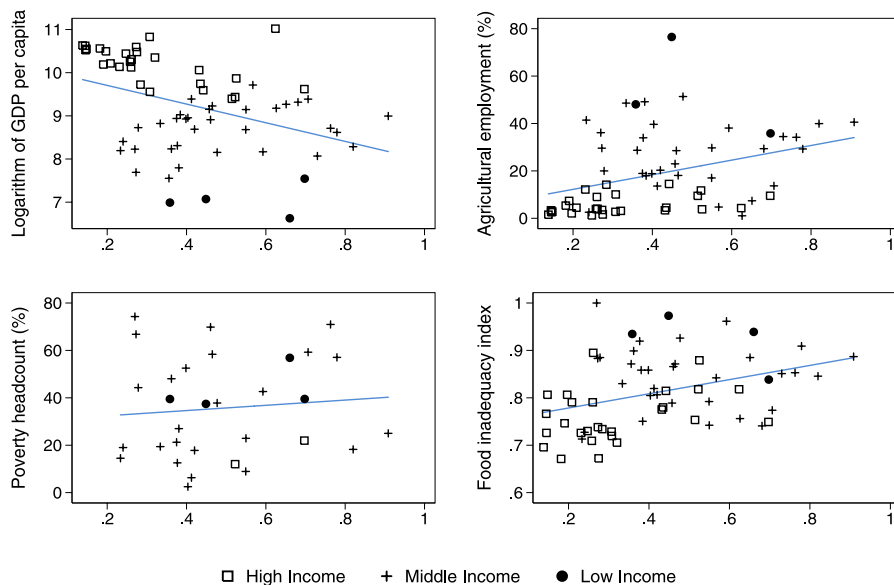 Logarithm of GDP per capita
11
10
9
8
7
.2 .4 .6 .8 1
Agricultural employment (%)
80
60
40
20
0
.2 .4 .6 .8 1
Poverty headcount (%)
80
60
40
20
0
.2 .4 .6 .8 1
Food inadequacy index
1
.9
.8
.7
.6
.2 .4 .6 .8 1
High Income Middle Income Low Income